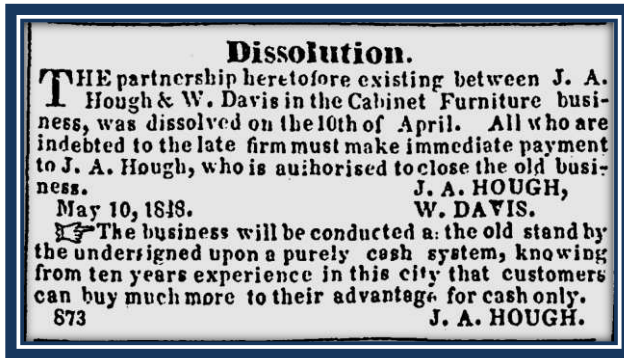 Dissolution.
THE partnership heretofore existing between J. A.
Hough & W. Davis in the Cabinet Furniture busi-
ness, was dissolved on the 10th of April. All who are
indebted to the late firm must make immediate payment
to J. A. Hough, who is authorised to close the old busi-
ness. J. A. HOUGH,
May 10, 1848. W. DAVIS.
☞The business will be conducted at the old stand by
the undersigned upon a purely cash system, knowing
from ten years experience in this city that customers
can buy much more to their advantage for cash only.
873 J. A. HOUGH.